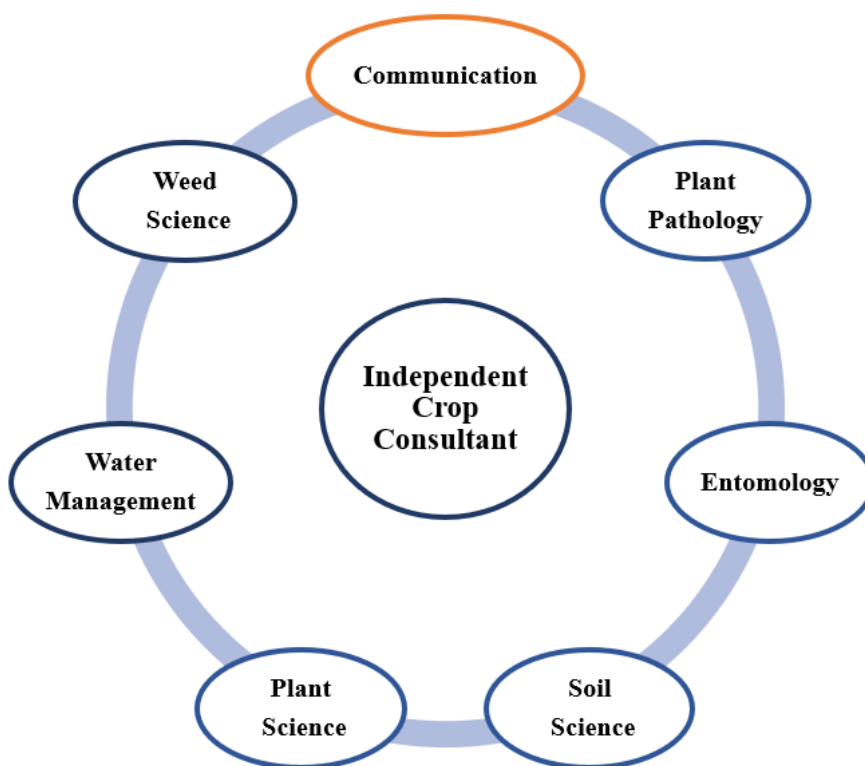 Communication
Weed
Science
Plant
Pathology
Independent
Crop
Consultant
Water
Management
Entomology
Plant
Science
Soil
Science